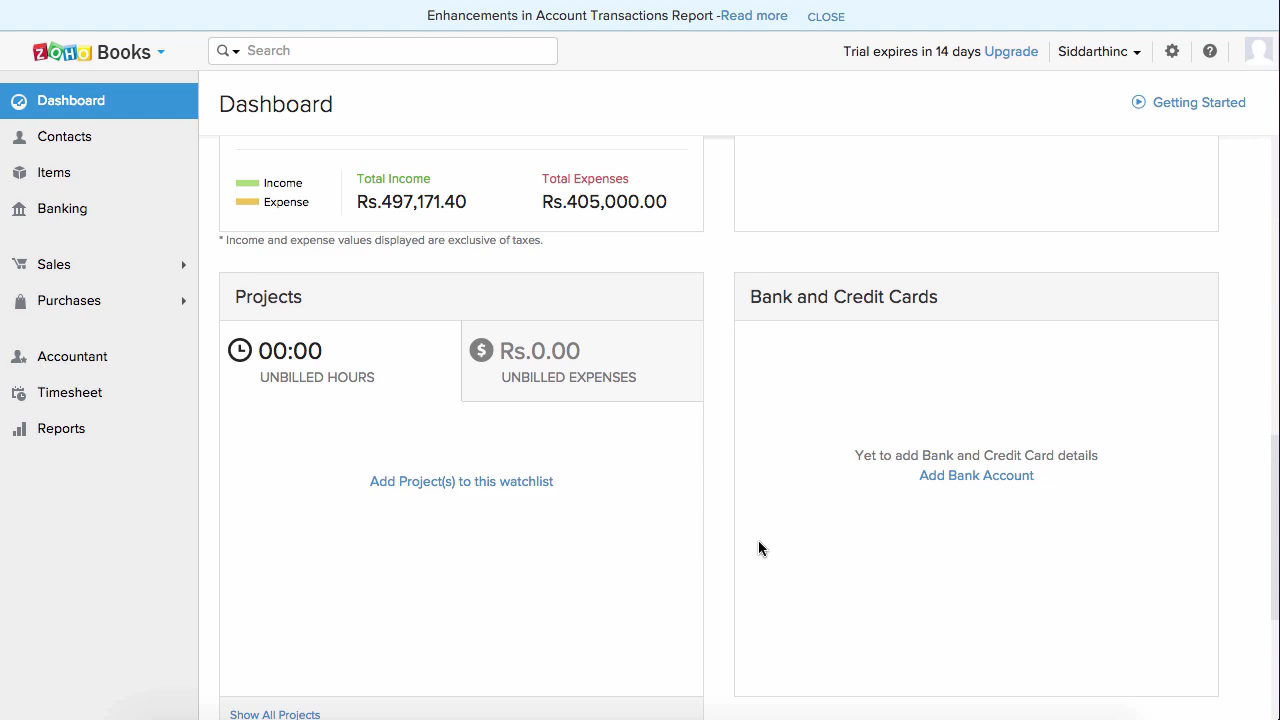 Enhancements in Account Transactions Report -Read more CLOSE
ZOHO Books
Search
Trial expires in 14 days Upgrade
Siddarthinc
Dashboard
Contacts
Items
Banking
Sales
Purchases
Accountant
Timesheet
Reports
Dashboard
Getting Started
Income
Expense
Total Income
Rs.497,171.40
Total Expenses
Rs.405,000.00
* Income and expense values displayed are exclusive of taxes.
Projects
00:00
UNBILLED HOURS
$ Rs.0.00
UNBILLED EXPENSES
Add Project(s) to this watchlist
Show All Projects
Bank and Credit Cards
Yet to add Bank and Credit Card details
Add Bank Account